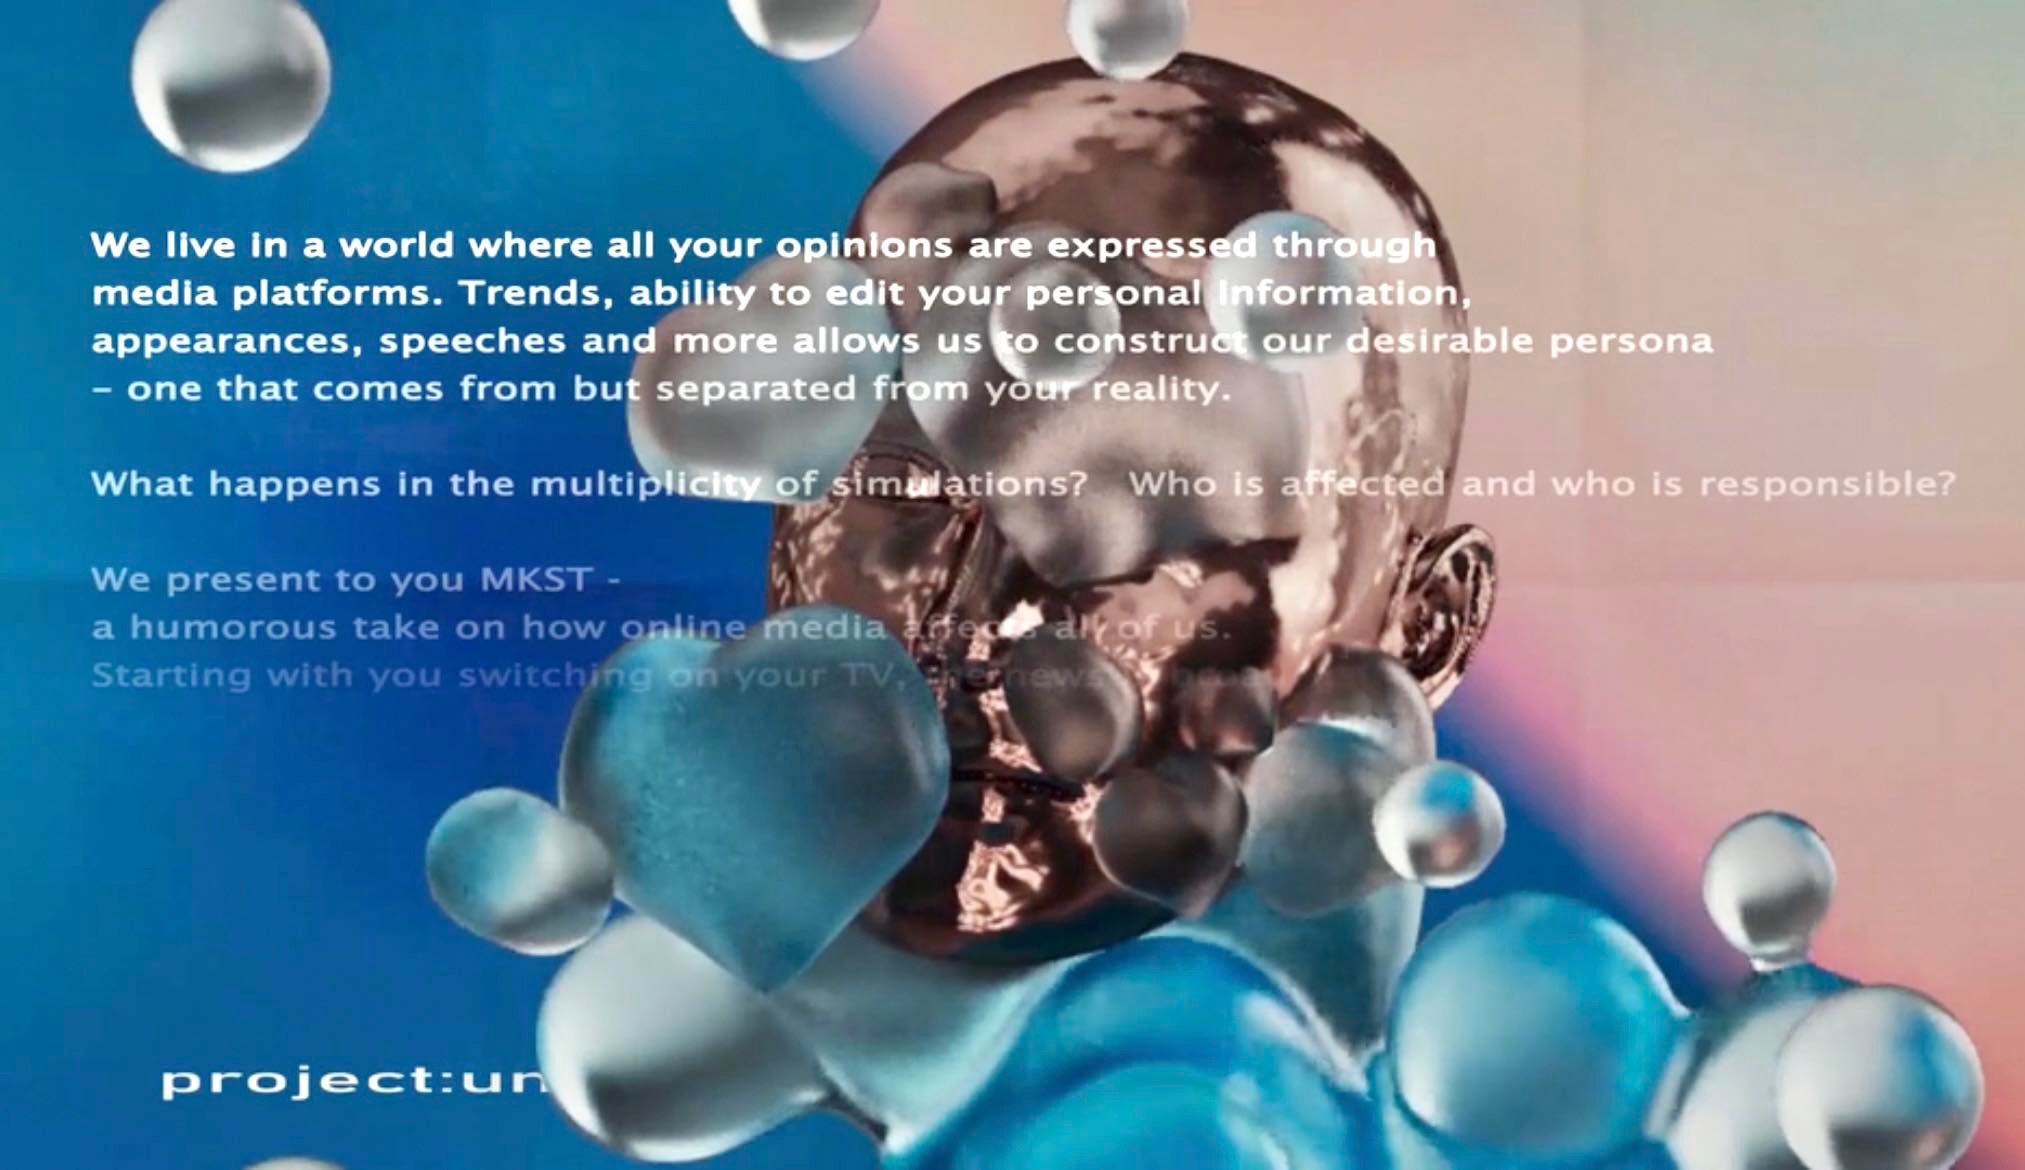 We live in a world where all your opinions are expressed through
media platforms. Trends, ability to edit your personal information,
appearances, speeches and more allows us to construct our desirable persona
– one that comes from but separated from your reality.
What happens in the multiplicity of simulations? Who is affected and who is responsible?
We present to you MKST -
a humorous take on how online media affects all of us.
Starting with you switching on your TV, the news
project:un